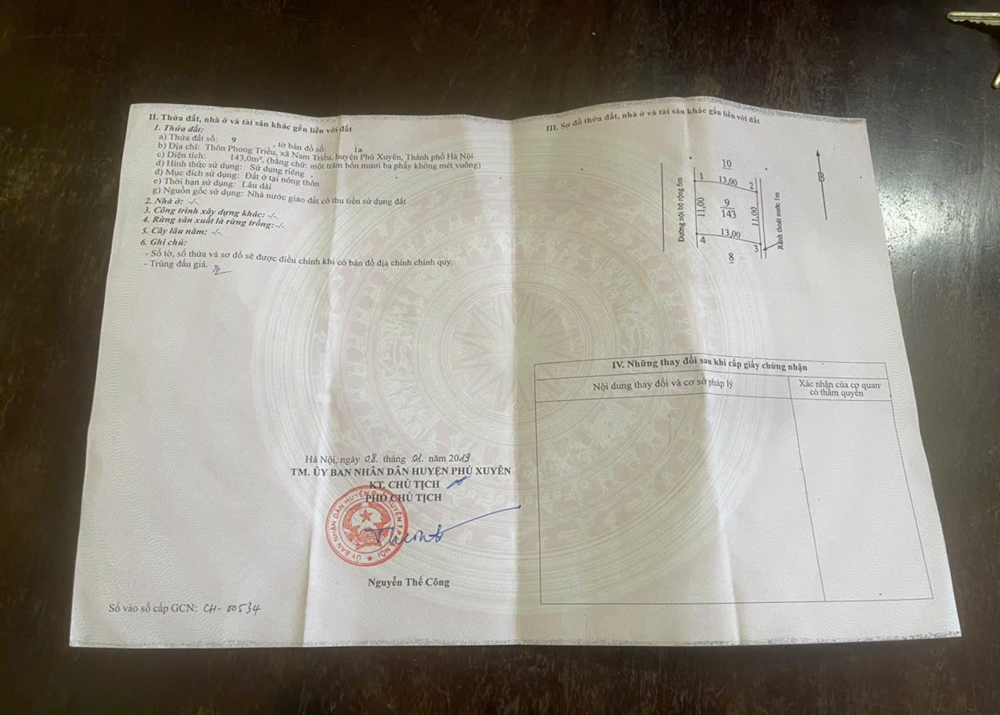 II. Thửa đất, nhà ở và tài sản khác gắn liền với đất
1. Thửa đất:
a) Thửa đất số: 9 , tờ bản đồ số: 1a
b) Địa chỉ: Thôn Phong Triều, xã Nam Triều, huyện Phú Xuyên, Thành phố Hà Nội
c) Diện tích: 143,0m², (bằng chữ: một trăm bốn mươi ba phẩy không mét vuông)
d) Hình thức sử dụng: Sử dụng riêng ,
đ) Mục đích sử dụng: Đất ở tại nông thôn
e) Thời hạn sử dụng: Lâu dài
g) Nguồn gốc sử dụng: Nhà nước giao đất có thu tiền sử dụng đất
2. Nhà ở: -/-.
3. Công trình xây dựng khác: -/-.
4. Rừng sản xuất là rừng trồng: -/-.
5. Cây lâu năm: -/-.
6. Ghi chú:
- Số tờ, số thửa và sơ đồ sẽ được điều chỉnh khi có bản đồ địa chính chính quy.
- Trúng đấu giá.
Hà Nội, ngày 08. tháng 01. năm 2019
TM. ỦY BAN NHÂN DÂN HUYỆN PHÚ XUYÊN
KT. CHỦ TỊCH
PHÓ CHỦ TỊCH
ỦY BAN NHÂN DÂN HUYỆN PHÚ XUYÊN T.P HÀ NỘI
Nguyễn Thế Công
Số vào sổ cấp GCN: CH-00534
III. Sơ đồ thửa đất, nhà ở và tài sản khác gắn liền với đất
10
B
1 13,00 2
Đường nội bộ rộng 6m
11,00
9
143
11,00
Rãnh thoát nước 1m
13,00
4
3
8
IV. Những thay đổi sau khi cấp giấy chứng nhận
Nội dung thay đổi và cơ sở pháp lý
Xác nhận của cơ quan
có thẩm quyền